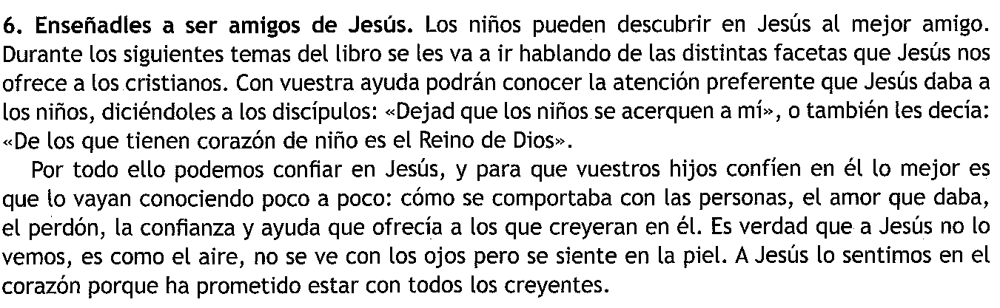 6. Enseñadles a ser amigos de Jesús. Los niños pueden descubrir en Jesús al mejor amigo.
Durante los siguientes temas del libro se les va a ir hablando de las distintas facetas que Jesús nos
ofrece a los cristianos. Con vuestra ayuda podrán conocer la atención preferente que Jesús daba a
los niños, diciéndoles a los discípulos: «Dejad que los niños se acerquen a mí», o también les decía:
«De los que tienen corazón de niño es el Reino de Dios».
Por todo ello podemos confiar en Jesús, y para que vuestros hijos confíen en él lo mejor es
que lo vayan conociendo poco a poco: cómo se comportaba con las personas, el amor que daba,
el perdón, la confianza y ayuda que ofrecía a los que creyeran en él. Es verdad que a Jesús no lo
vemos, es como el aire, no se ve con los ojos pero se siente en la piel. A Jesús lo sentimos en el
corazón porque ha prometido estar con todos los creyentes.